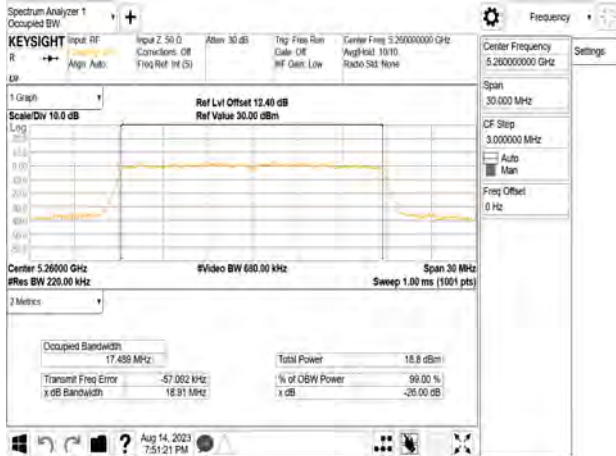 Spectrum Analyzer 1
Occupied BW
Frequency
KEYSIGHT
Input: RF
R
Align: Auto
Input Z: 50 Ω
Corrections: Off
Freq Ref: Int (S)
Atten: 30 dB
Trig: Free Run
Gate: Off
#IF Gain: Low
Center Freq: 5.260000000 GHz
Avg|Hold: 10/10
Radio Std: None
1 Graph
Scale/Div 10.0 dB
Log
Ref Lvl Offset 12.40 dB
Ref Value 30.00 dBm
Center 5.26000 GHz
#Res BW 220.00 kHz
#Video BW 680.00 kHz
Span 30 MHz
Sweep 1.00 ms (1001 pts)
2 Metrics
Occupied Bandwidth
17.489 MHz
Total Power
18.8 dBm
Transmit Freq Error
-57.092 kHz
% of OBW Power
99.00 %
x dB Bandwidth
18.91 MHz
x dB
-26.00 dB
Aug 14, 2023
7:51:21 PM
Center Frequency
5.260000000 GHz
Settings
Span
30.000 MHz
CF Step
3.000000 MHz
Auto
Man
Freq Offset
0 Hz